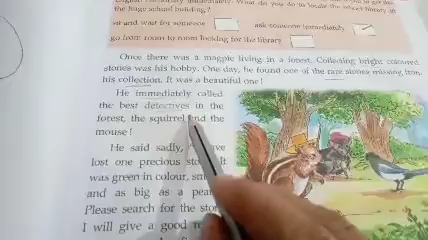 the huge school building?
sit and wait for someone
ask someone immediately
go from room to room looking for the library
Once there was a magpie living in a forest. Collecting bright coloured
stones was his hobby. One day, he found one of the rare stones missing from
his collection. It was a beautiful one!
He immediately called
the best detectives in the
forest, the squirrel and the
mouse!
He said sadly,
lost one precious It
was green in colour,
and as big as a
Please search for the
I will give a good